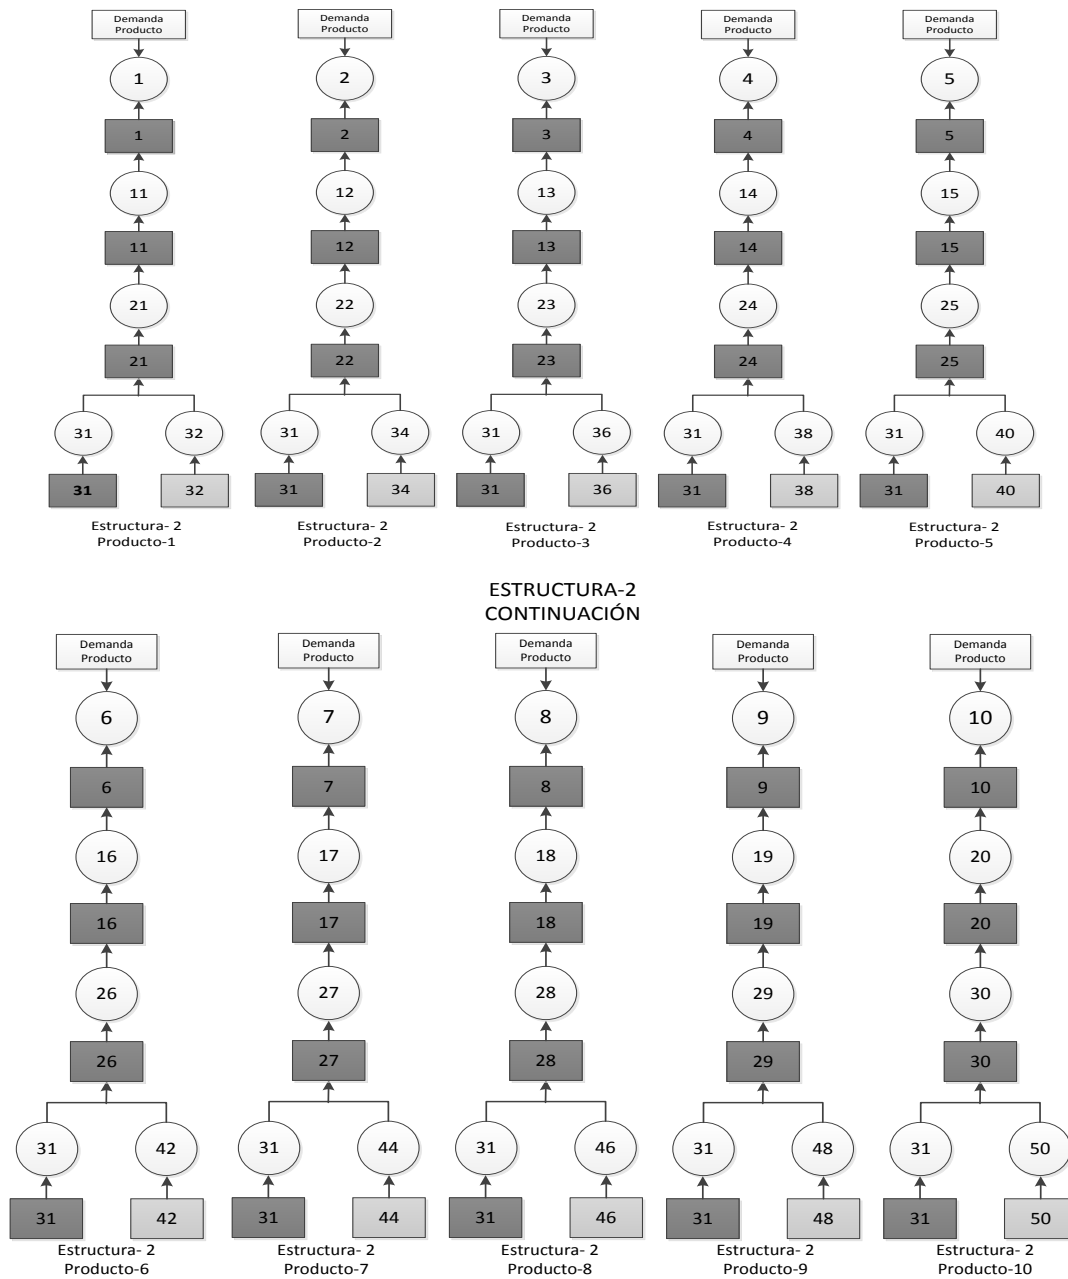 Demanda Demanda Demanda Demanda Demanda
Producto Producto Producto Producto Producto
1 2 3 4 5
1 2 3 4 5
11 12 13 14 15
11 12 13 14 15
21 22 23 24 25
21 22 23 24 25
31 32 31 34 31 36 31 38 31 40
31 32 31 34 31 36 31 38 31 40
Estructura- 2 Estructura- 2 Estructura- 2 Estructura- 2 Estructura- 2
Producto-1 Producto-2 Producto-3 Producto-4 Producto-5
ESTRUCTURA-2
CONTINUACIÓN
Demanda Demanda Demanda Demanda Demanda
Producto Producto Producto Producto Producto
6 7 8 9 10
6 7 8 9 10
16 17 18 19 20
16 17 18 19 20
26 27 28 29 30
26 27 28 29 30
31 42 31 44 31 46 31 48 31 50
31 42 31 44 31 46 31 48 31 50
Estructura- 2 Estructura- 2 Estructura- 2 Estructura- 2 Estructura- 2
Producto-6 Producto-7 Producto-8 Producto-9 Producto-10